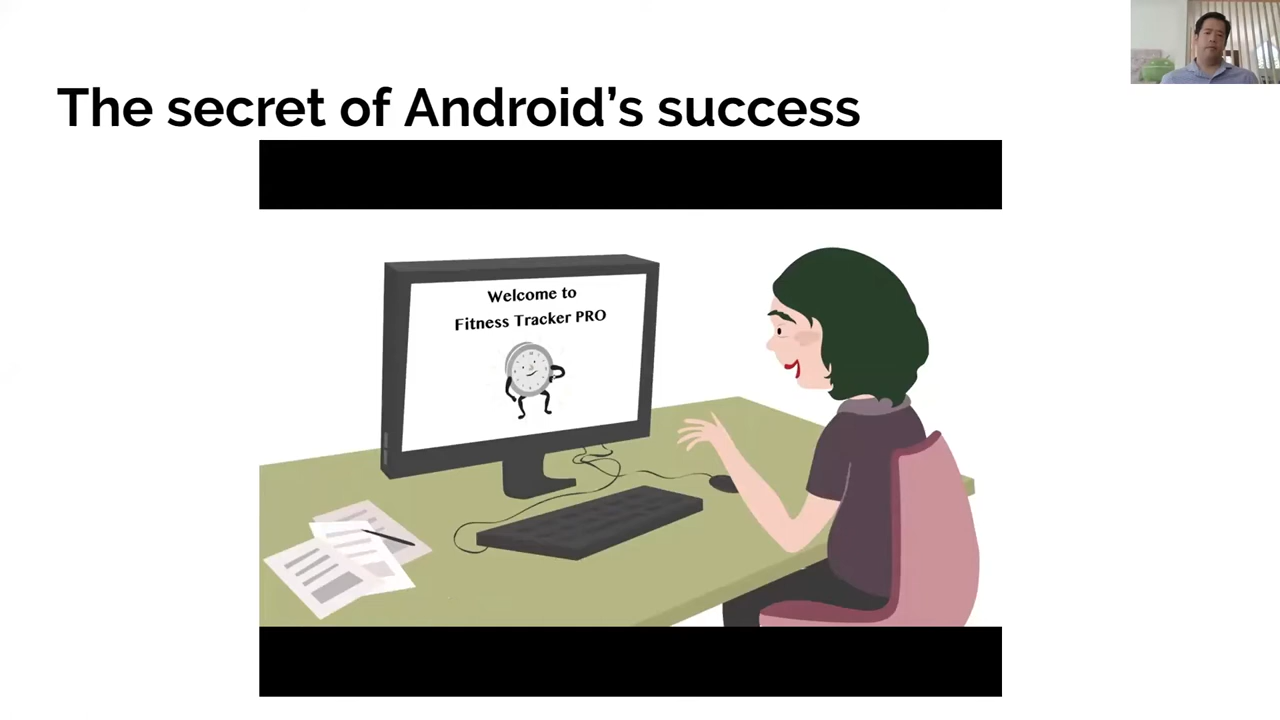 The secret of Android’s success
Welcome to
Fitness Tracker PRO